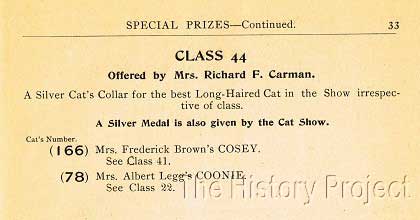 SPECIAL PRIZES—Continued. 33
CLASS 44
Offered by Mrs. Richard F. Carman.
A Silver Cat's Collar for the best Long-Haired Cat in the Show irrespec-
tive of class.
A Silver Medal is also given by the Cat Show.
Cat's Number.
(166) Mrs. Frederick Brown's COSEY.
See Class 41.
(78) Mrs. Albert Legg's COONIE.
See Class 22.
The History Project